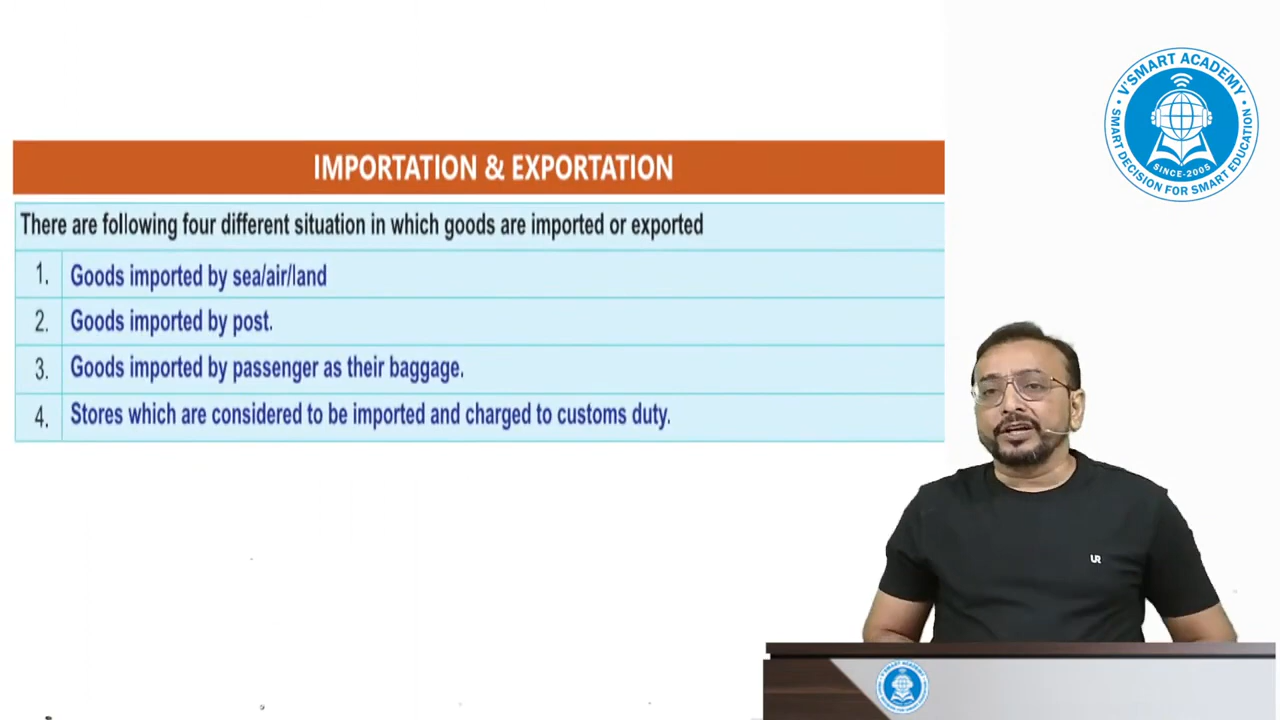 IMPORTATION & EXPORTATION
There are following four different situation in which goods are imported or exported
1. Goods imported by sea/air/land
2. Goods imported by post.
3. Goods imported by passenger as their baggage.
4. Stores which are considered to be imported and charged to customs duty.
V'SMART ACADEMY
SMART DECISION FOR SMART EDUCATION
SINCE-2005
UR
V'SMART ACADEMY